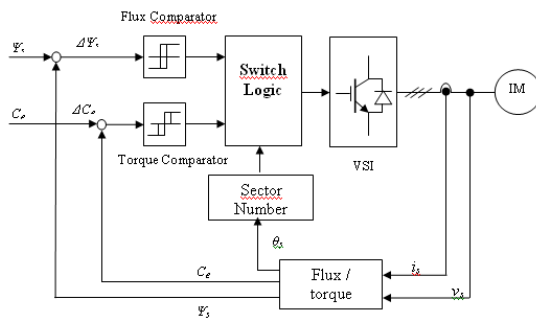 Flux Comparator
Ψs ΔΨs
Switch
Logic
IM
Ce ΔCe
Torque Comparator
VSI
Sector
Number
θs
Ce
Flux /
torque
is
vs
Ψs